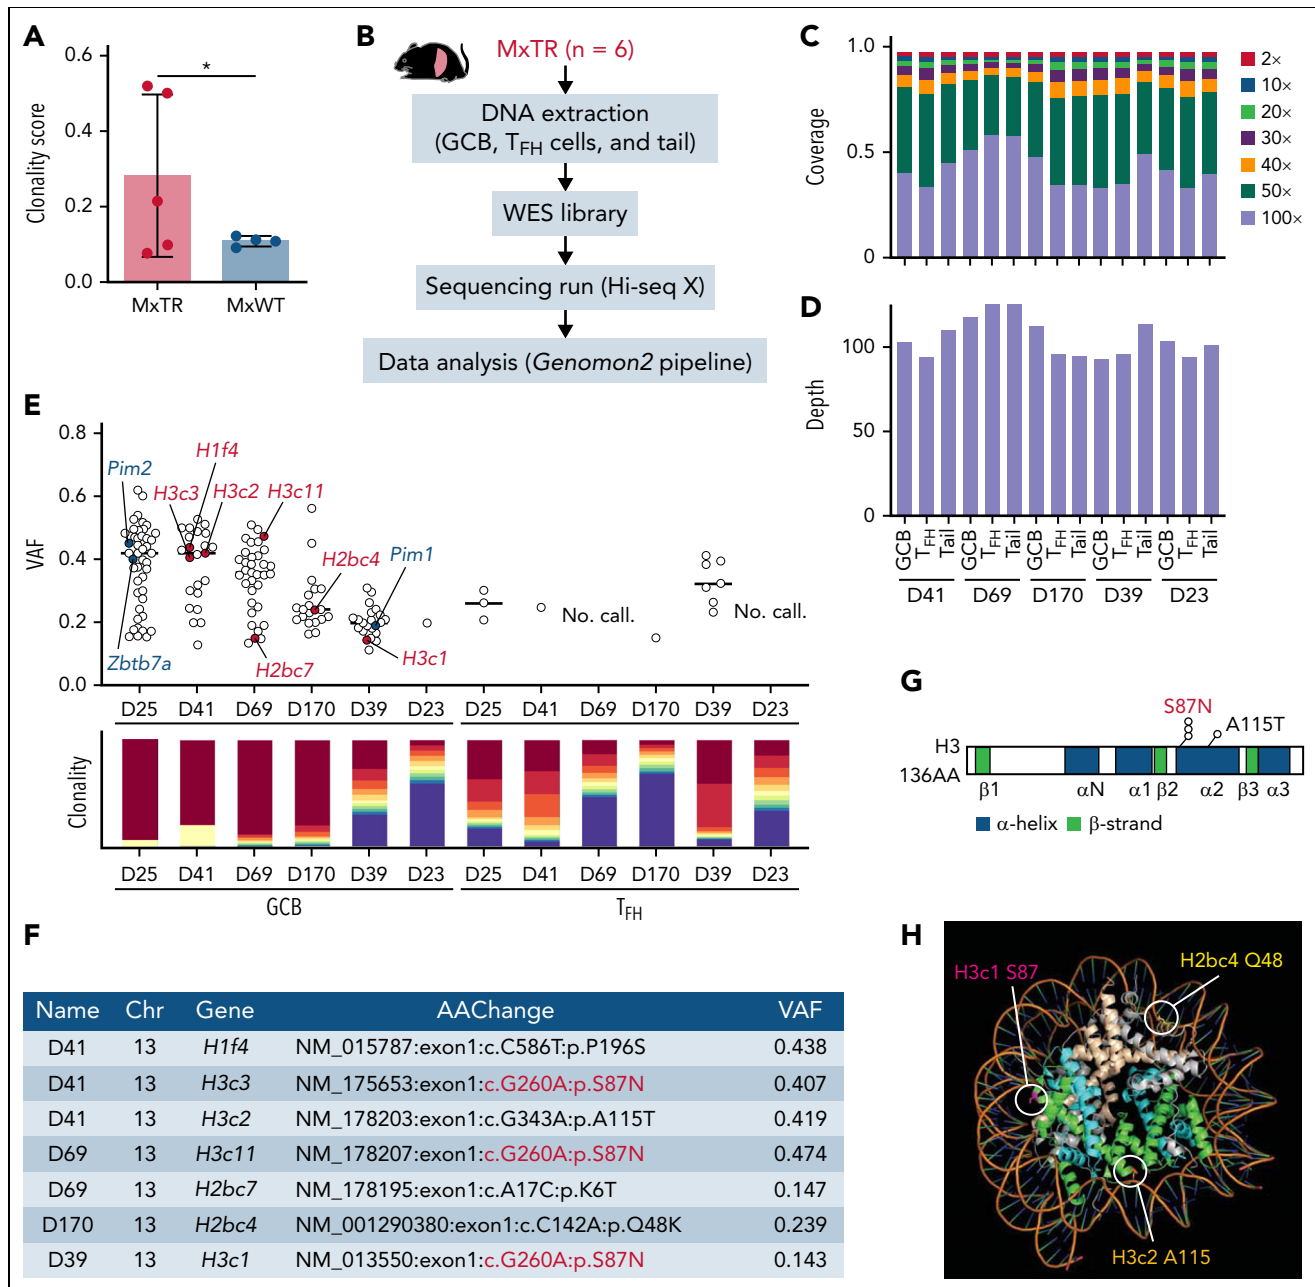 A
0.6
0.4
0.2
0.0
Clonality score
*
MxTR
MxWT
B
MxTR (n = 6)
DNA extraction
(GCB, TFH cells, and tail)
WES library
Sequencing run (Hi-seq X)
Data analysis (Genomon2 pipeline)
C
1.0
0.5
0
Coverage
2×
10×
20×
30×
40×
50×
100×
D
100
50
0
Depth
GCB TFH Tail GCB TFH Tail GCB TFH Tail GCB TFH Tail GCB TFH Tail
D41 D69 D170 D39 D23
E
0.8
0.6
0.4
0.2
0.0
VAF
H1f4
Pim2
H3c3 H3c2 H3c11
H2bc4 Pim1
No. call. No. call.
Zbtb7a H2bc7 H3c1
D25 D41 D69 D170 D39 D23 D25 D41 D69 D170 D39 D23
Clonality
D25 D41 D69 D170 D39 D23 D25 D41 D69 D170 D39 D23
GCB TFH
G
S87N
A115T
H3
136AA
β1 αN α1 β2 α2 β3 α3
α-helix β-strand
F
Name Chr Gene AAChange VAF
D41 13 H1f4 NM_015787:exon1:c.C586T:p.P196S 0.438
D41 13 H3c3 NM_175653:exon1:c.G260A:p.S87N 0.407
D41 13 H3c2 NM_178203:exon1:c.G343A:p.A115T 0.419
D69 13 H3c11 NM_178207:exon1:c.G260A:p.S87N 0.474
D69 13 H2bc7 NM_178195:exon1:c.A17C:p.K6T 0.147
D170 13 H2bc4 NM_001290380:exon1:c.C142A:p.Q48K 0.239
D39 13 H3c1 NM_013550:exon1:c.G260A:p.S87N 0.143
H
H2bc4 Q48
H3c1 S87
H3c2 A115